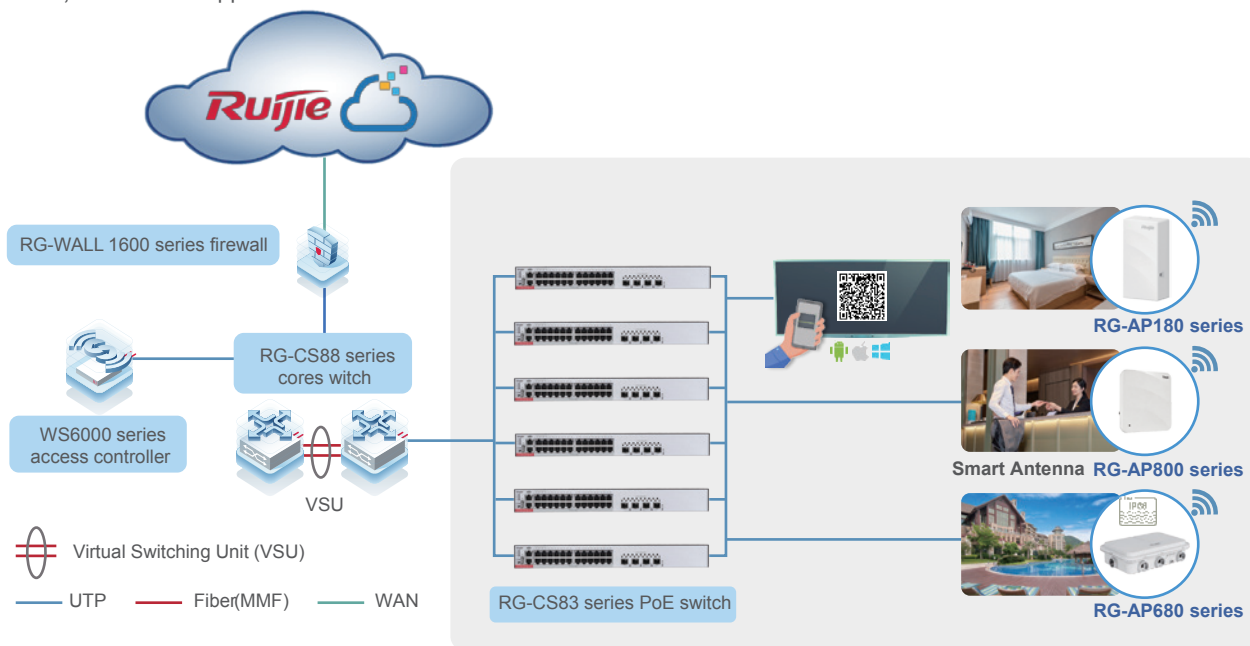 Ruijie
RG-WALL 1600 series firewall
RG-CS88 series
cores witch
WS6000 series
access controller
VSU
Virtual Switching Unit (VSU)
UTP
Fiber(MMF)
WAN
RG-CS83 series PoE switch
RG-AP180 series
Smart Antenna
RG-AP800 series
IP68
RG-AP680 series